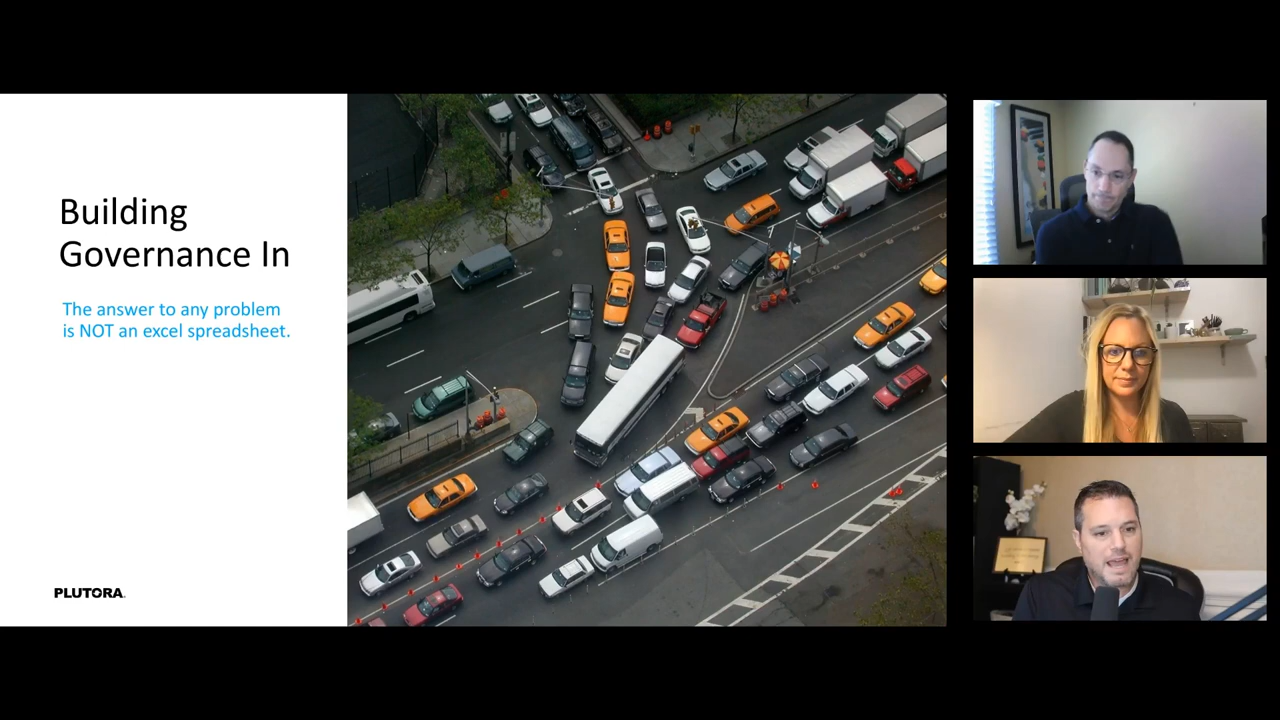 Building
Governance In
The answer to any problem
is NOT an excel spreadsheet.
PLUTORA